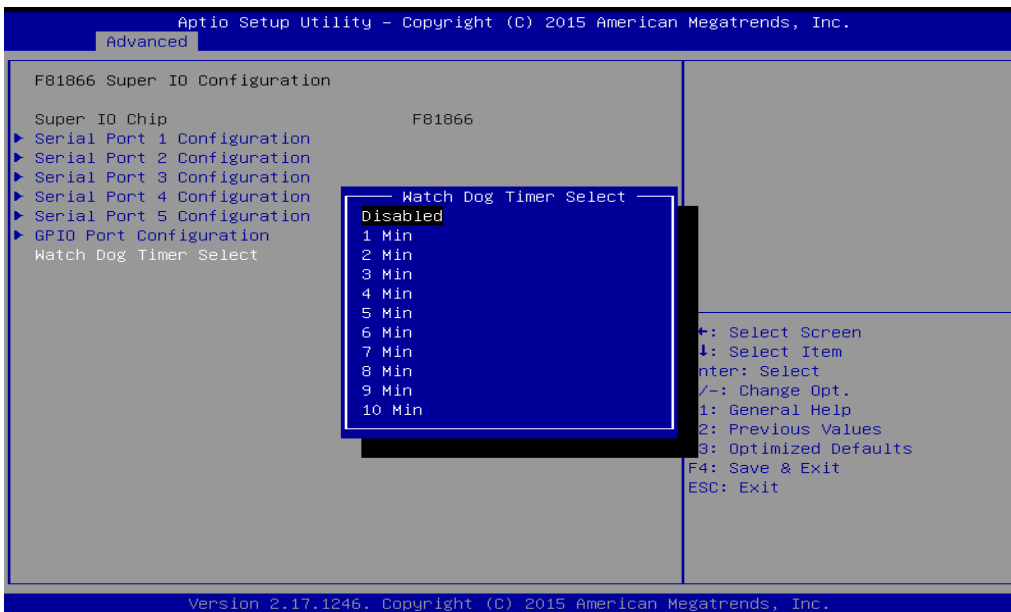 Aptio Setup Utility – Copyright (C) 2015 American Megatrends, Inc.
Advanced
F81866 Super IO Configuration
Super IO Chip F81866
Serial Port 1 Configuration
Serial Port 2 Configuration
Serial Port 3 Configuration
Serial Port 4 Configuration
Serial Port 5 Configuration
GPIO Port Configuration
Watch Dog Timer Select
Watch Dog Timer Select
Disabled
1 Min
2 Min
3 Min
4 Min
5 Min
6 Min
7 Min
8 Min
9 Min
10 Min
←: Select Screen
↓: Select Item
nter: Select
/-: Change Opt.
1: General Help
2: Previous Values
3: Optimized Defaults
F4: Save & Exit
ESC: Exit
Version 2.17.1246. Copyright (C) 2015 American Megatrends, Inc.